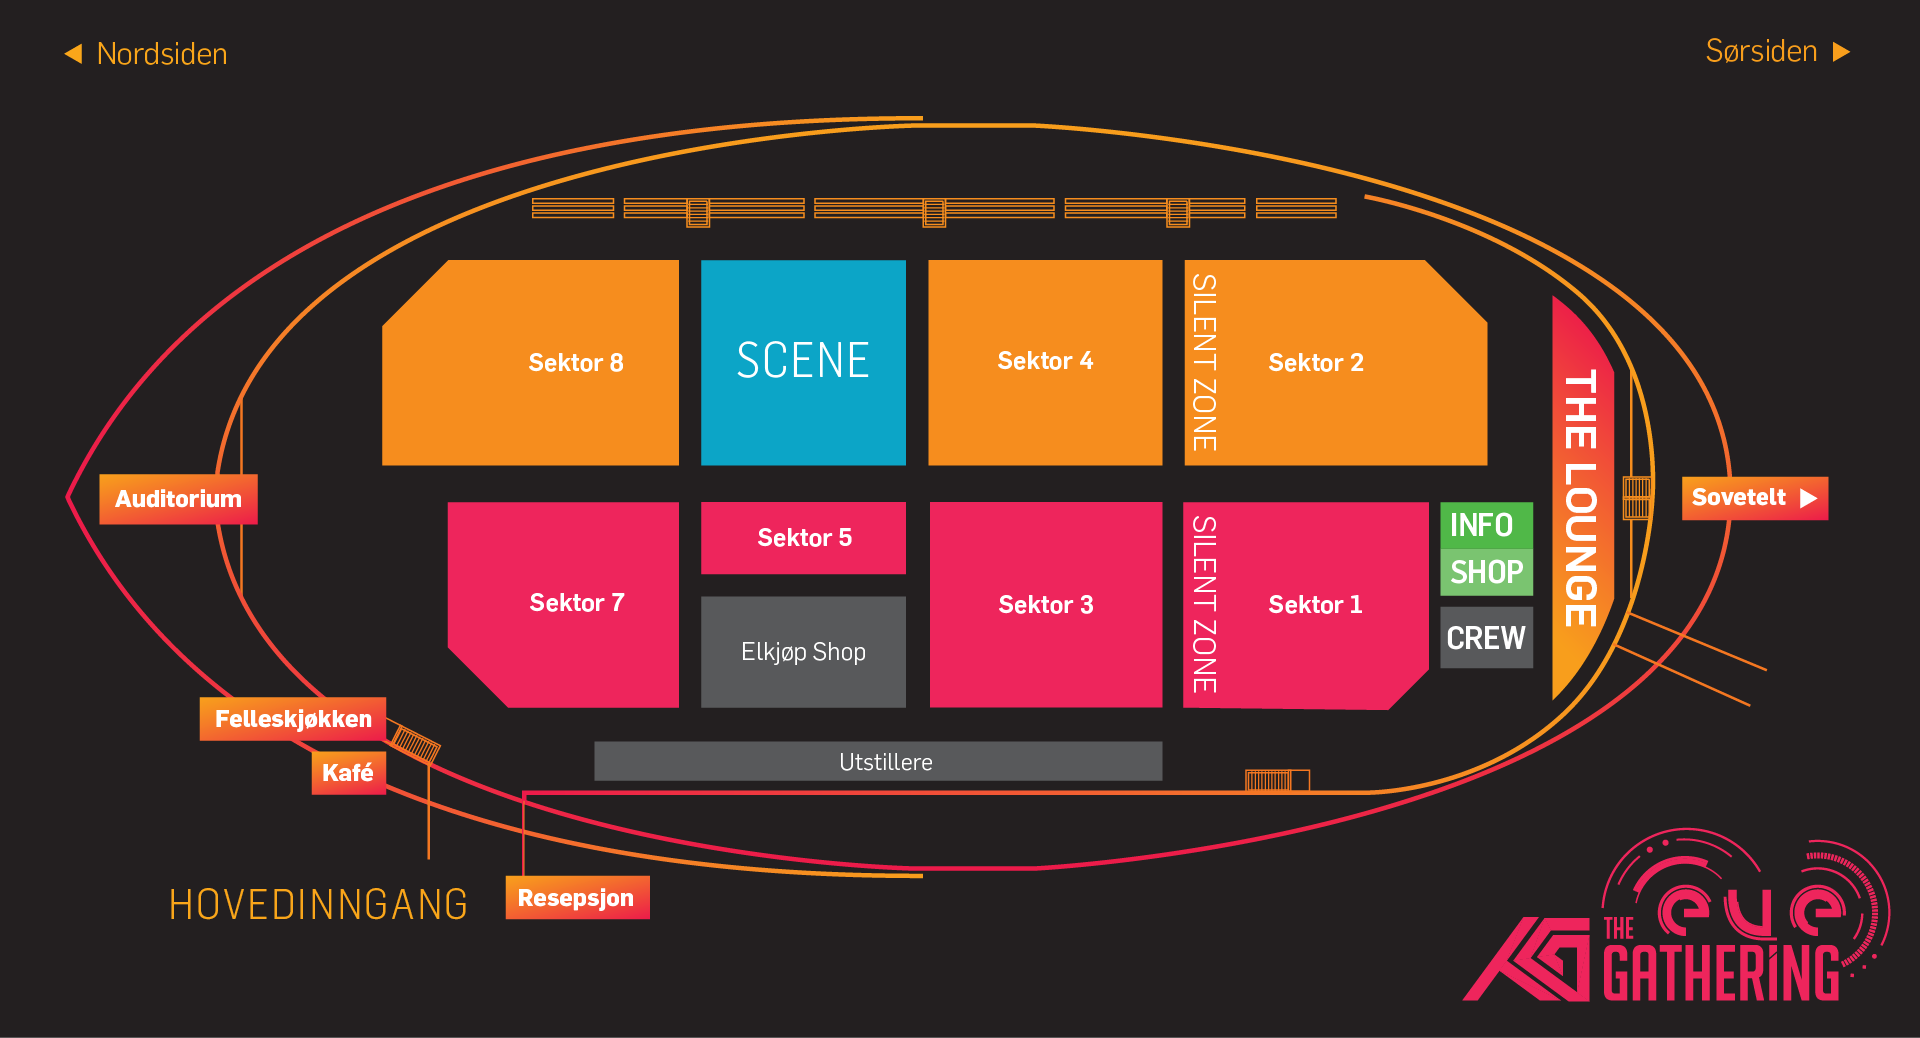 Nordsiden
Sørsiden
Sektor 8
SCENE
Sektor 4
SILENT ZONE
Sektor 2
THE LOUNGE
Auditorium
Sovetelt
Sektor 7
Sektor 5
Elkjøp Shop
Sektor 3
SILENT ZONE
Sektor 1
INFO
SHOP
CREW
Felleskjøkken
Kafé
Utstillere
HOVEDINNGANG
Resepsjon
THE eye
GATHERING